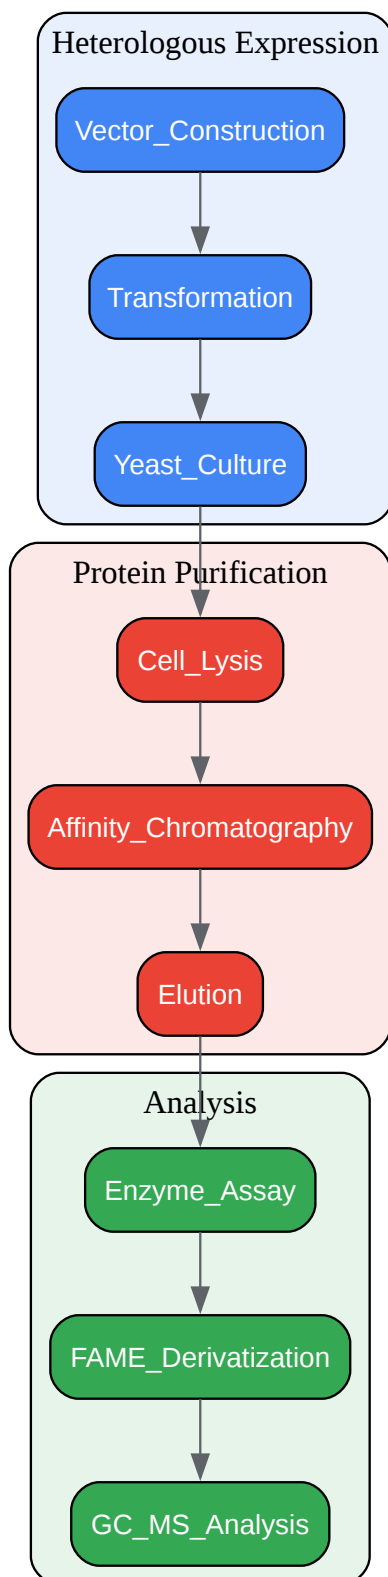 Heterologous Expression
Vector_Construction
Transformation
Yeast_Culture
Protein Purification
Cell_Lysis
Affinity_Chromatography
Elution
Analysis
Enzyme_Assay
FAME_Derivatization
GC_MS_Analysis